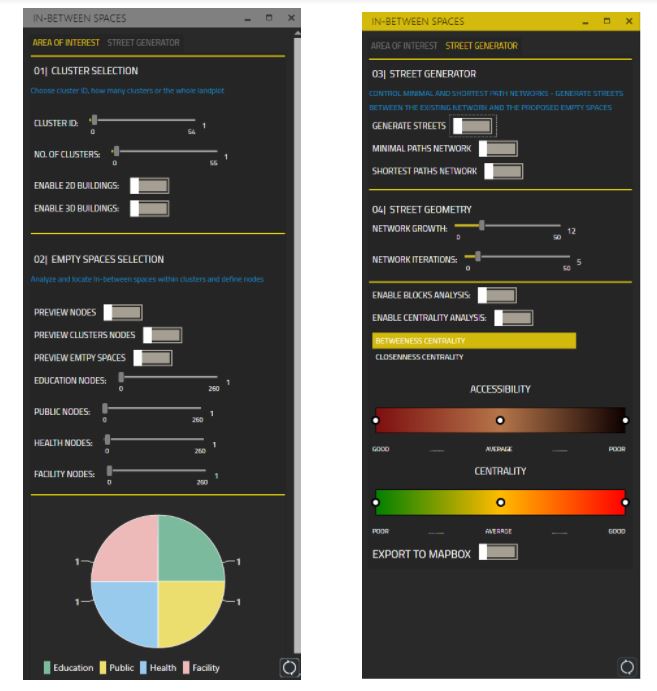 IN-BETWEEN SPACES
AREA OF INTEREST STREET GENERATOR
01| CLUSTER SELECTION
Choose cluster ID, how many clusters or the whole landplot
CLUSTER ID: 1
0 54
NO. OF CLUSTERS: 1
0 55
ENABLE 2D BUILDINGS:
ENABLE 3D BUILDINGS:
02| EMPTY SPACES SELECTION
Analyze and locate in-between spaces within clusters and define nodes
PREVIEW NODES
PREVIEW CLUSTERS NODES
PREVIEW EMTPY SPACES
EDUCATION NODES: 1
0 260
PUBLIC NODES: 1
0 260
HEALTH NODES: 1
0 260
FACILITY NODES: 1
0 260
1 1
1 1
Education Public Health Facility
IN-BETWEEN SPACES
AREA OF INTEREST STREET GENERATOR
03| STREET GENERATOR
CONTROL MINIMAL AND SHORTEST PATH NETWORKS - GENERATE STREETS
BETWEEN THE EXISTING NETWORK AND THE PROPOSED EMPTY SPACES
GENERATE STREETS
MINIMAL PATHS NETWORK
SHORTEST PATHS NETWORK
04| STREET GEOMETRY
NETWORK GROWTH: 12
0 50
NETWORK ITERATIONS: 5
0 50
ENABLE BLOCKS ANALYSIS:
ENABLE CENTRALITY ANALYSIS:
BETWEENESS CENTRALITY
CLOSENNESS CENTRALITY
ACCESSIBILITY
GOOD AVERAGE POOR
CENTRALITY
POOR AVERAGE GOOD
EXPORT TO MAPBOX